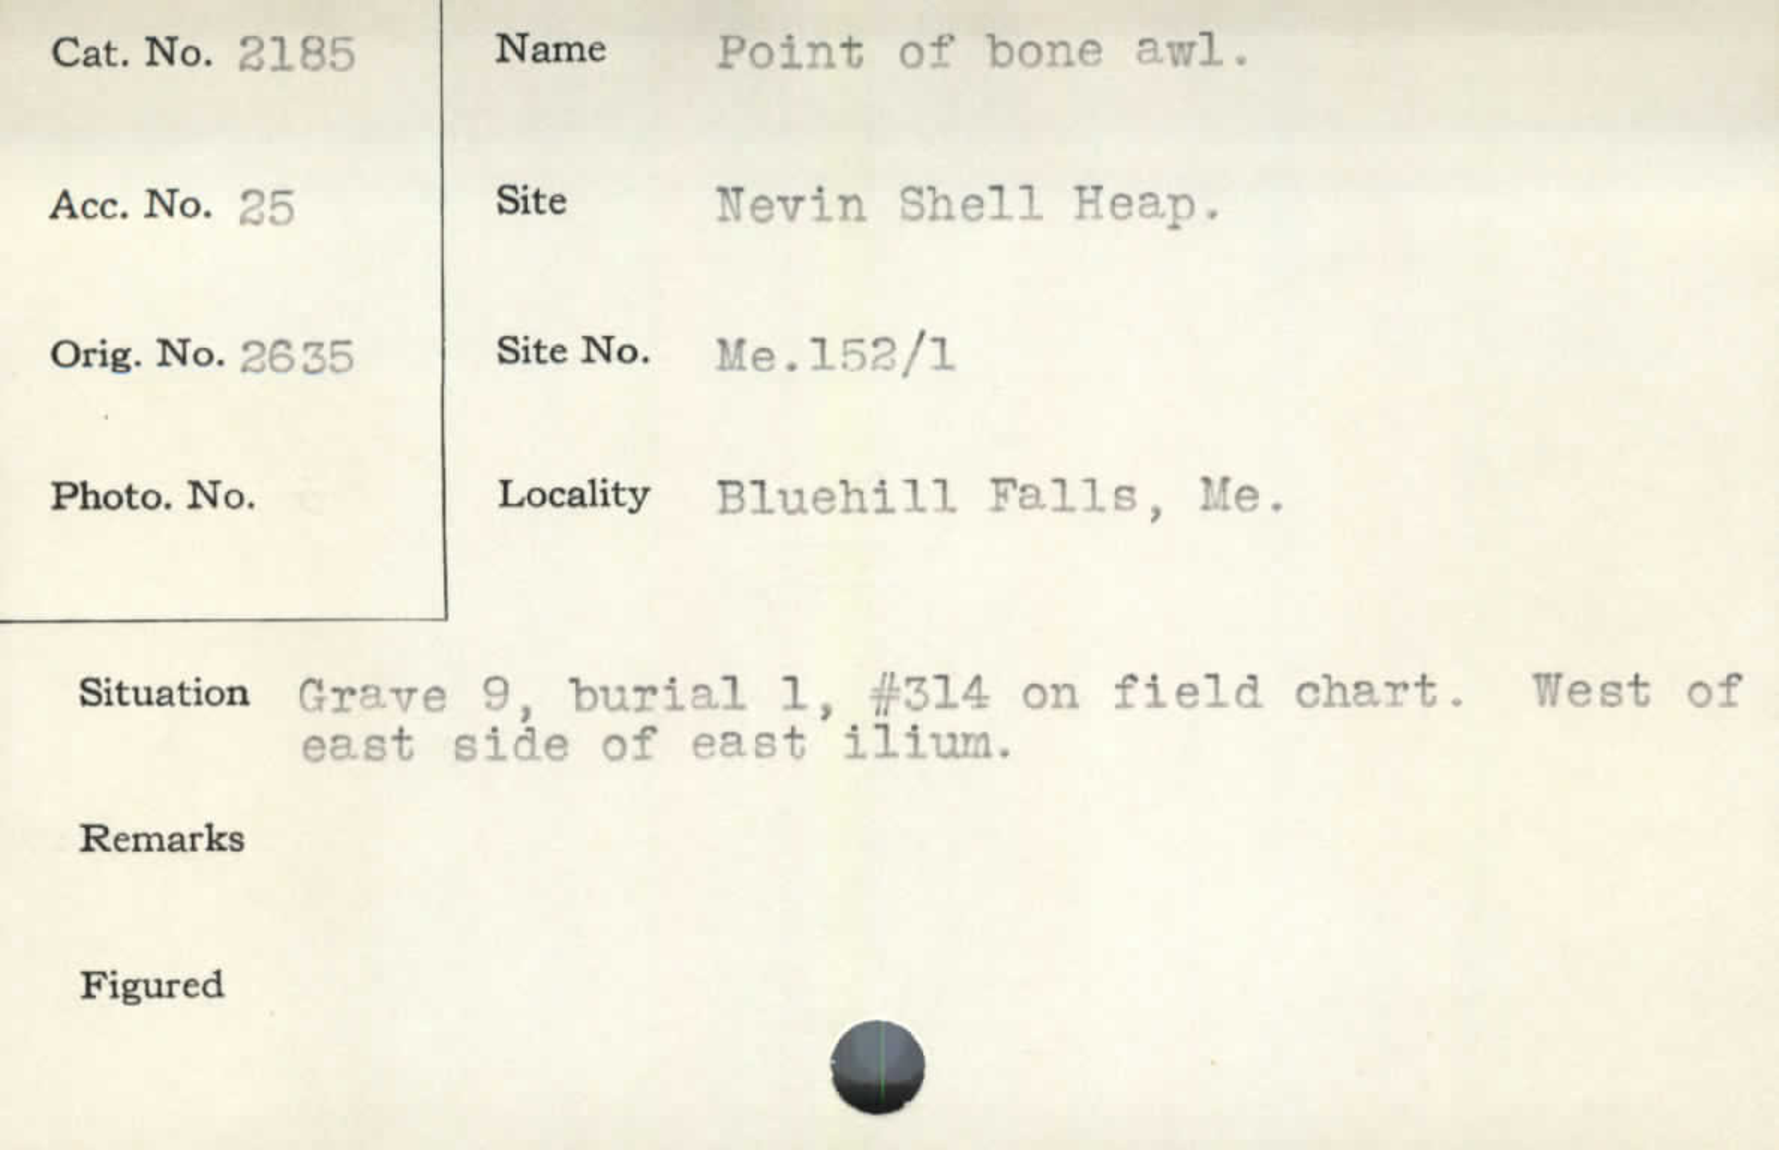 Cat. No. 2185
Name Point of bone awl.
Acc. No. 25
Site Nevin Shell Heap.
Orig. No. 2635
Site No. Me.152/1
Photo. No.
Locality Bluehill Falls, Me.
Situation Grave 9, burial 1, #314 on field chart. West of
east side of east ilium.
Remarks
Figured